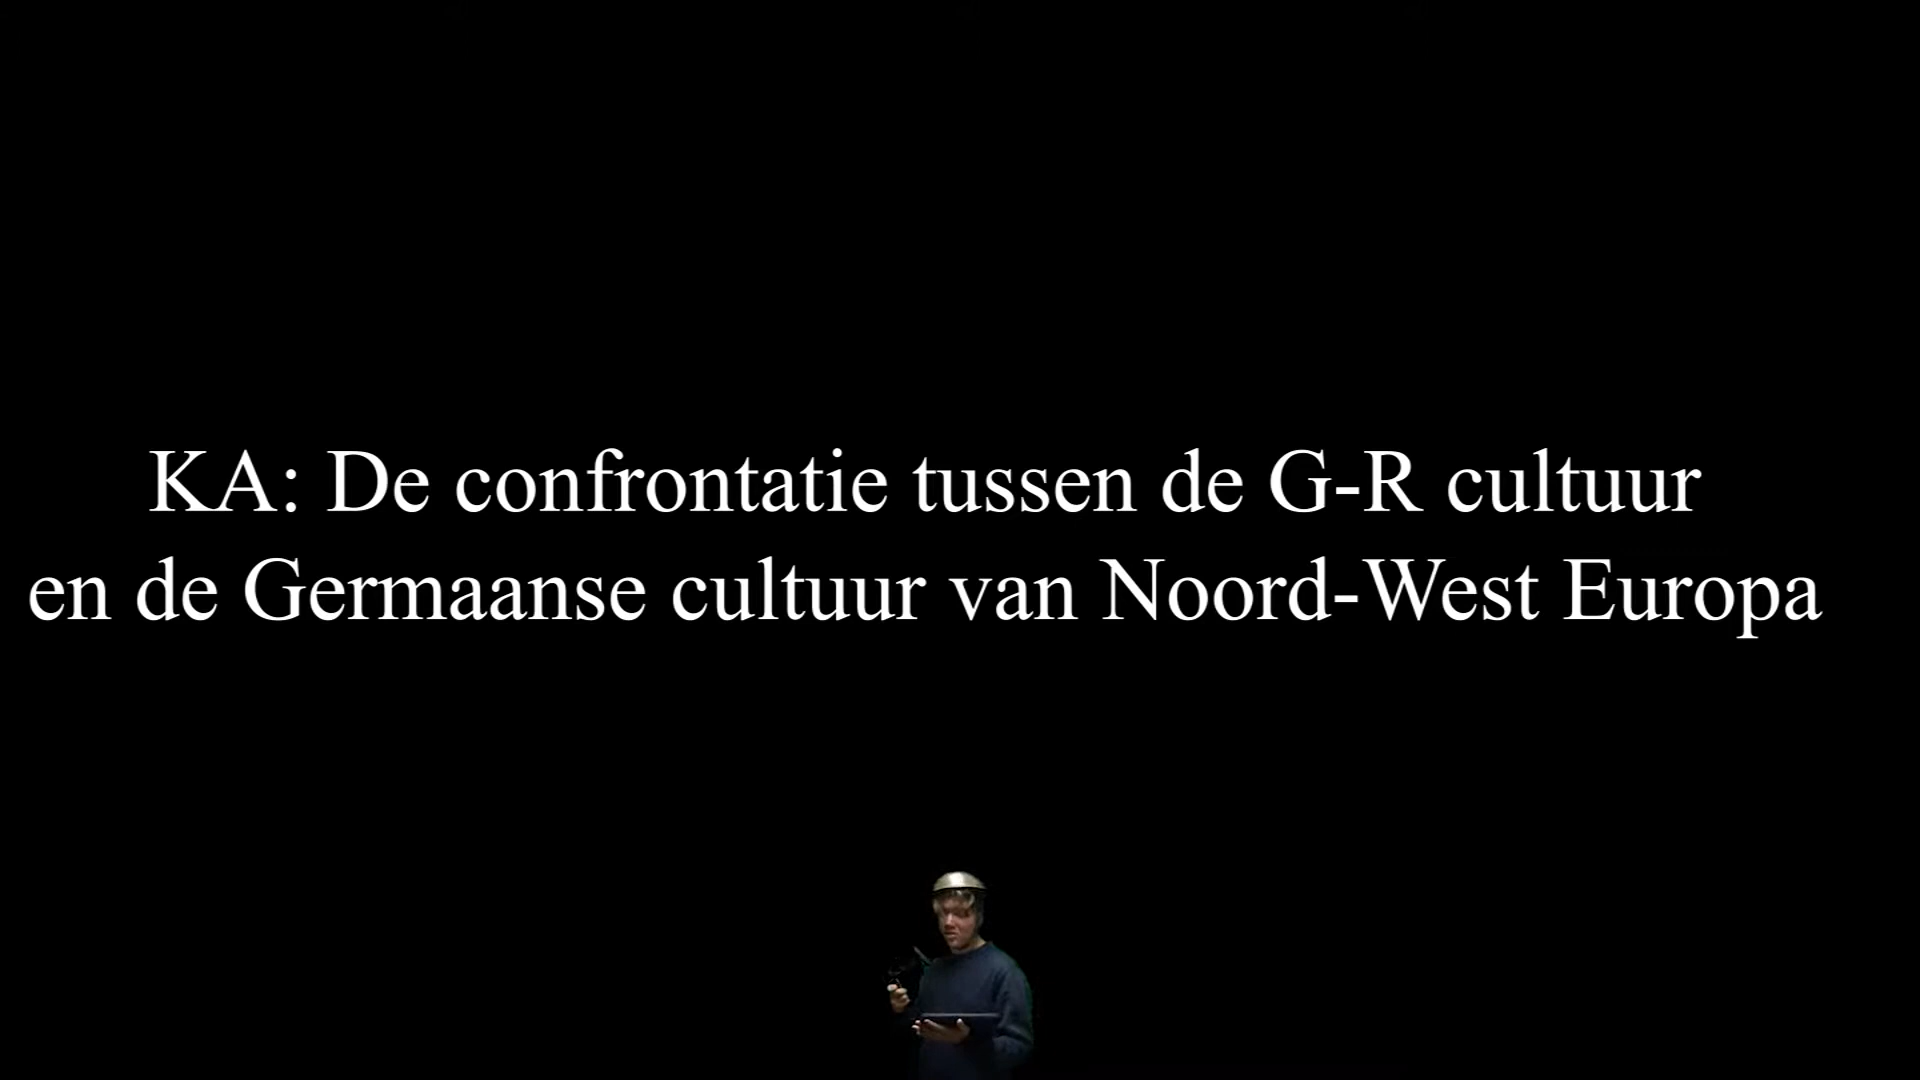 KA: De confrontatie tussen de G-R cultuur
en de Germaanse cultuur van Noord-West Europa